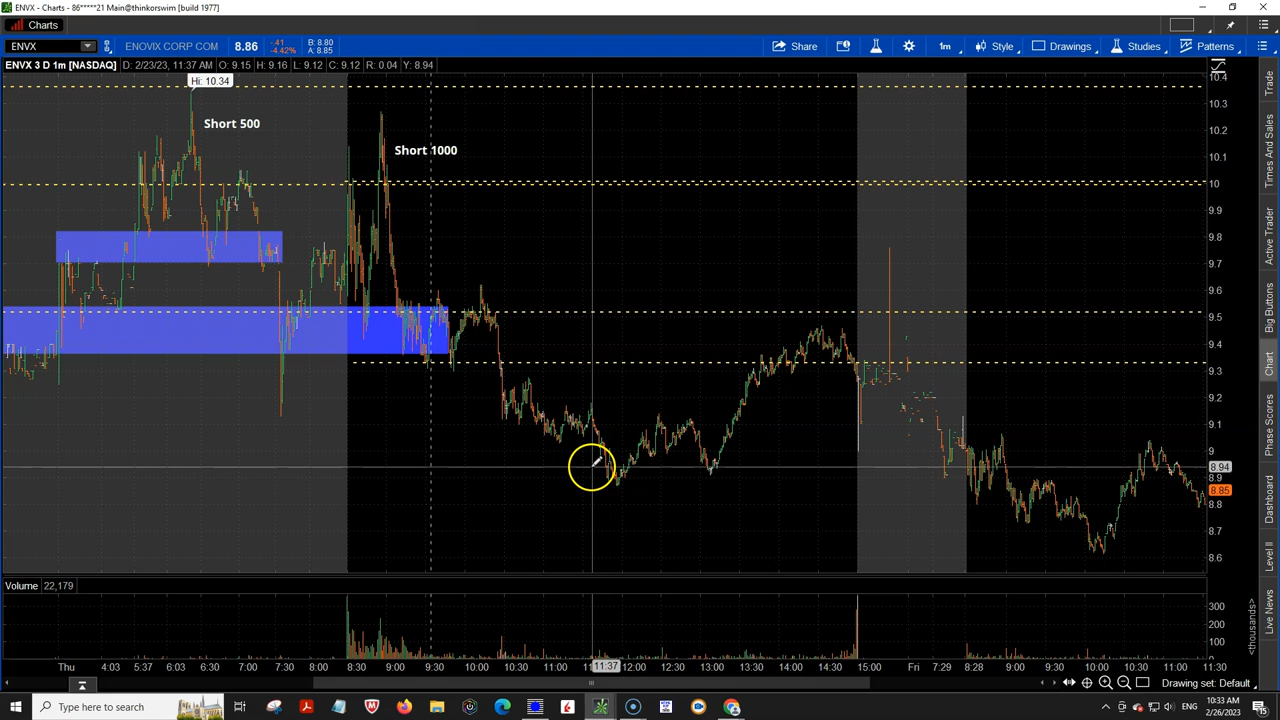 ENVX - Charts - 86*****21 Main@thinkorswim [build 1977]
Charts
ENVX ENOVIX CORP COM 8.86 -.41 -4.42% B: 8.80 A: 8.85 Share 1m Style Drawings Studies Patterns
ENVX 3 D 1m [NASDAQ] D: 2/23/23, 11:37 AM O: 9.15 H: 9.16 L: 9.12 C: 9.12 R: 0.04 Y: 8.94
Hi: 10.34
Short 500
Short 1000
10.4
10.3
10.2
10.1
10
9.9
9.8
9.7
9.6
9.5
9.4
9.3
9.2
9.1
9
8.94
8.9
8.85
8.8
8.7
8.6
Trade
Times And Sales
Active Trader
Big Buttons
Chart
Phase Scores
Dashboard
Level II
Live News
Volume 22,179
300
200
100
<thousands>
Thu 4:03 5:37 6:03 6:30 7:00 7:30 8:00 8:30 9:00 9:30 10:00 10:30 11:00 11:37 12:00 12:30 13:00 13:30 14:00 14:30 15:00 Fri 7:29 8:28 9:00 9:30 10:00 10:30 11:00 11:30
Drawing set: Default
Type here to search
ENG
10:33 AM
2/26/2023